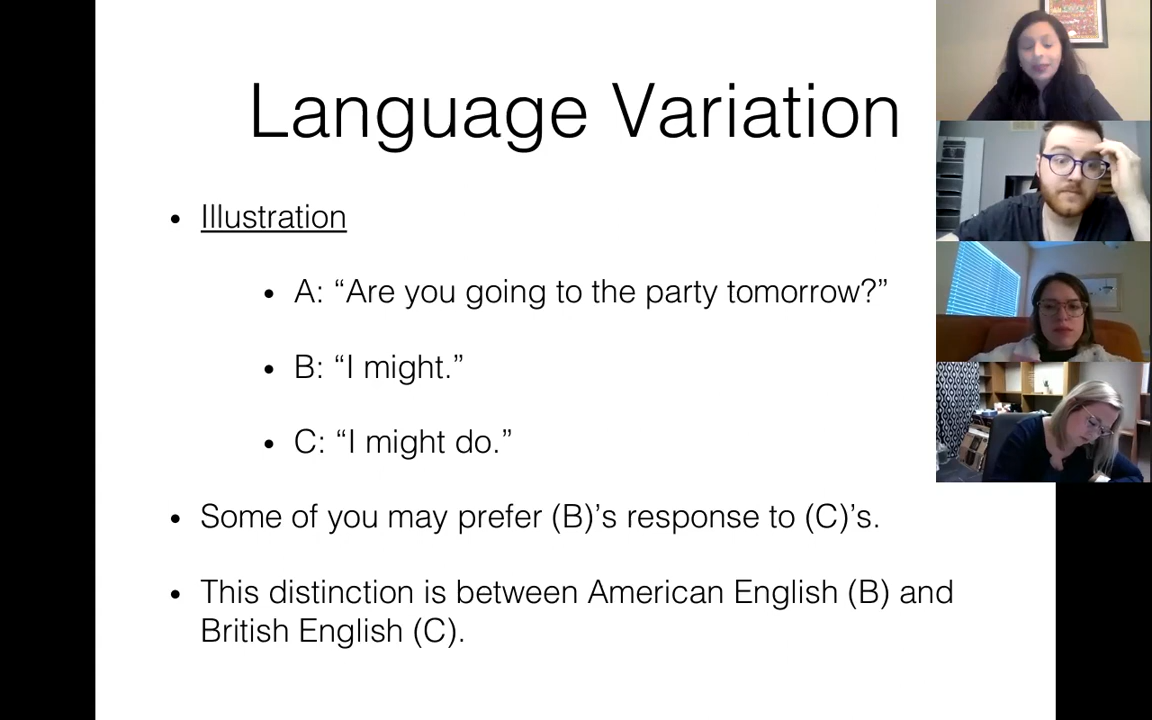 Language Variation
• Illustration
• A: “Are you going to the party tomorrow?”
• B: “I might.”
• C: “I might do.”
• Some of you may prefer (B)’s response to (C)’s.
• This distinction is between American English (B) and
British English (C).